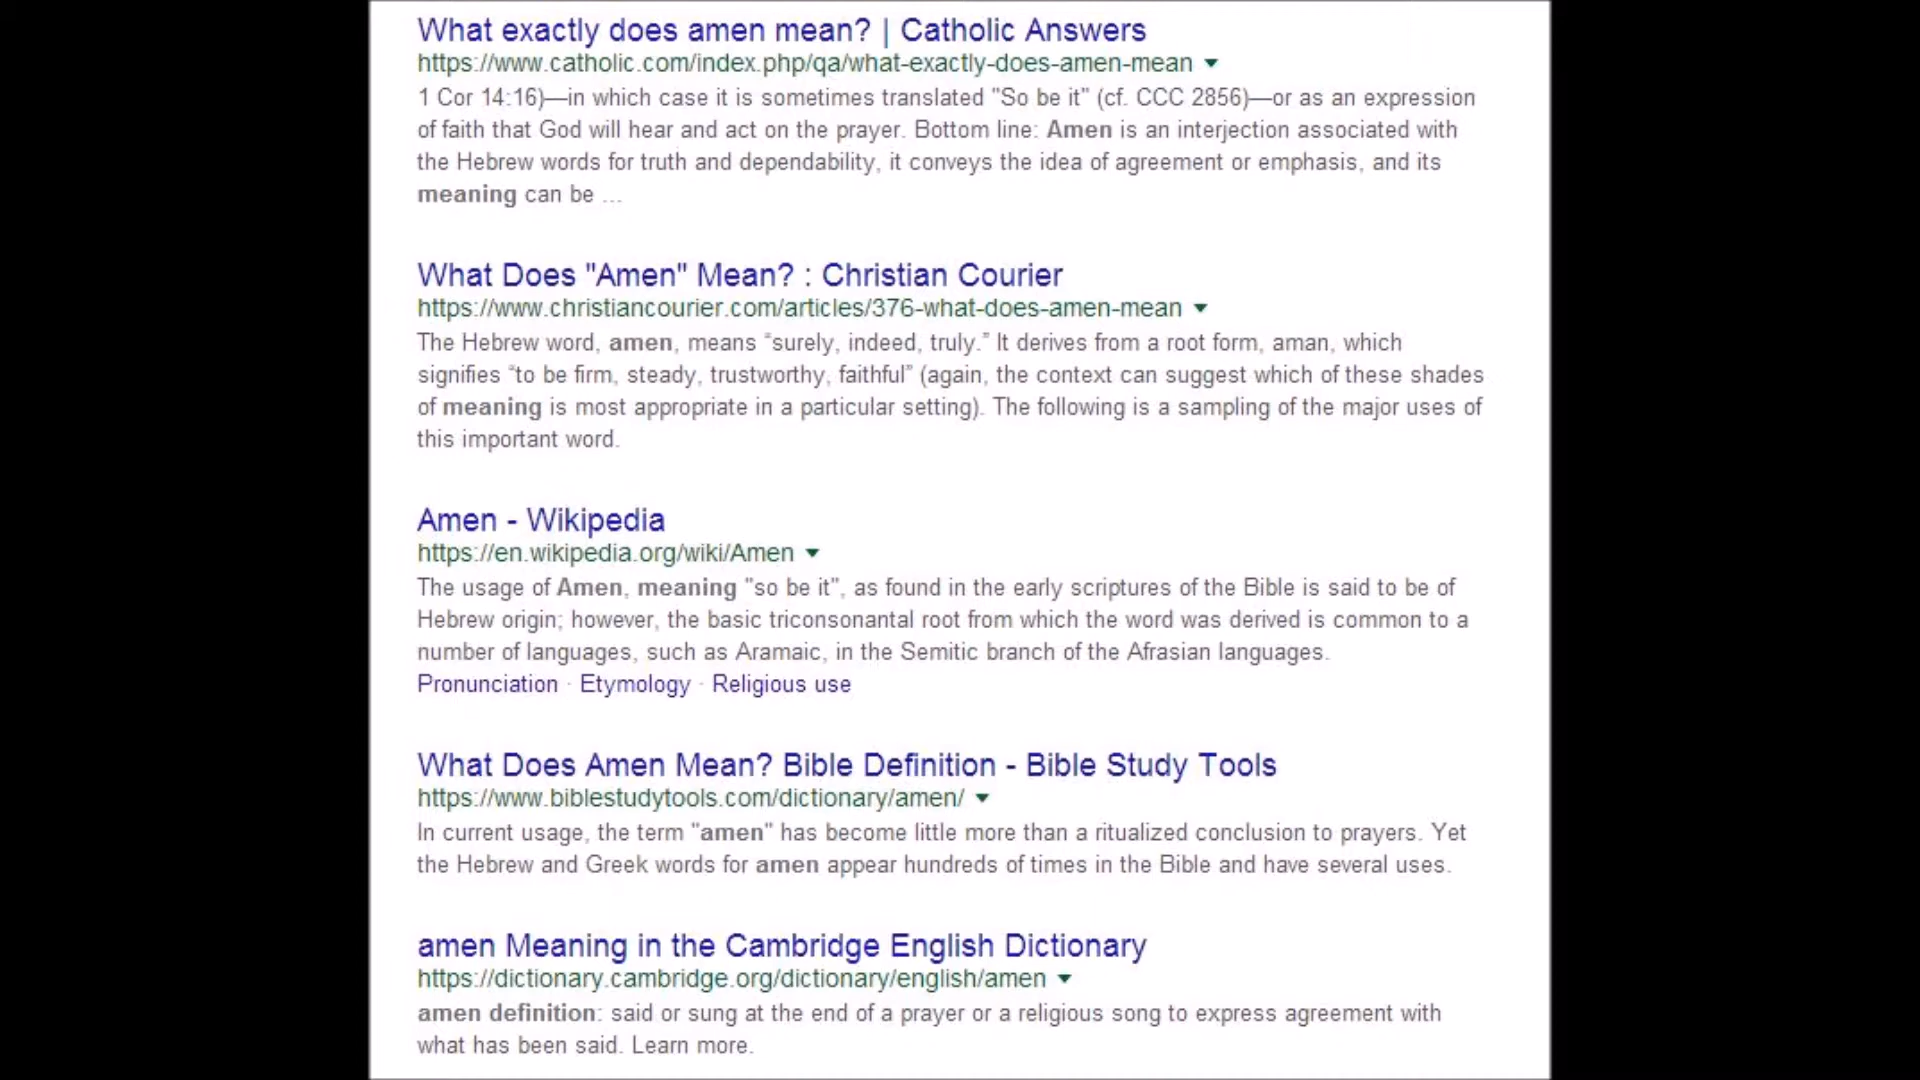 What exactly does amen mean? | Catholic Answers
https://www.catholic.com/index.php/qa/what-exactly-does-amen-mean
1 Cor 14:16)—in which case it is sometimes translated "So be it" (cf. CCC 2856)—or as an expression
of faith that God will hear and act on the prayer. Bottom line: Amen is an interjection associated with
the Hebrew words for truth and dependability, it conveys the idea of agreement or emphasis, and its
meaning can be ...
What Does "Amen" Mean? : Christian Courier
https://www.christiancourier.com/articles/376-what-does-amen-mean
The Hebrew word, amen, means “surely, indeed, truly.” It derives from a root form, aman, which
signifies “to be firm, steady, trustworthy, faithful” (again, the context can suggest which of these shades
of meaning is most appropriate in a particular setting). The following is a sampling of the major uses of
this important word.
Amen - Wikipedia
https://en.wikipedia.org/wiki/Amen
The usage of Amen, meaning "so be it", as found in the early scriptures of the Bible is said to be of
Hebrew origin; however, the basic triconsonantal root from which the word was derived is common to a
number of languages, such as Aramaic, in the Semitic branch of the Afrasian languages.
Pronunciation · Etymology · Religious use
What Does Amen Mean? Bible Definition - Bible Study Tools
https://www.biblestudytools.com/dictionary/amen/
In current usage, the term "amen" has become little more than a ritualized conclusion to prayers. Yet
the Hebrew and Greek words for amen appear hundreds of times in the Bible and have several uses.
amen Meaning in the Cambridge English Dictionary
https://dictionary.cambridge.org/dictionary/english/amen
amen definition: said or sung at the end of a prayer or a religious song to express agreement with
what has been said. Learn more.